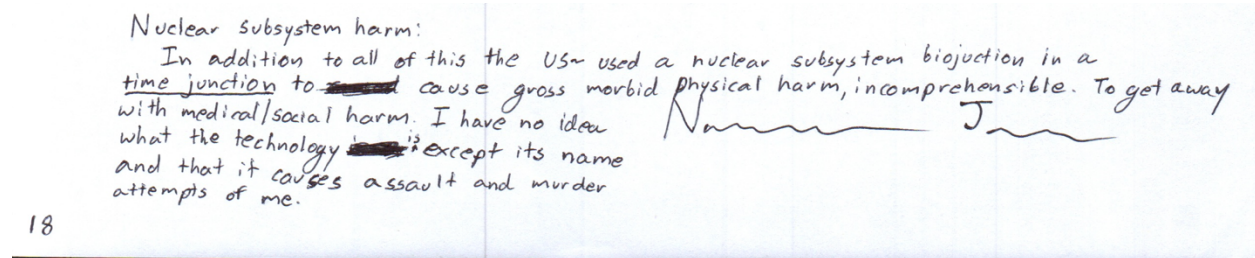 Nuclear subsystem harm:
In addition to all of this the US~ used a nuclear subsystem biojuction in a
time junction to cause gross morbid physical harm, incomprehensible. To get away
with medical/social harm. I have no idea
what the technology is except its name
and that it causes assault and murder
attempts of me.
18